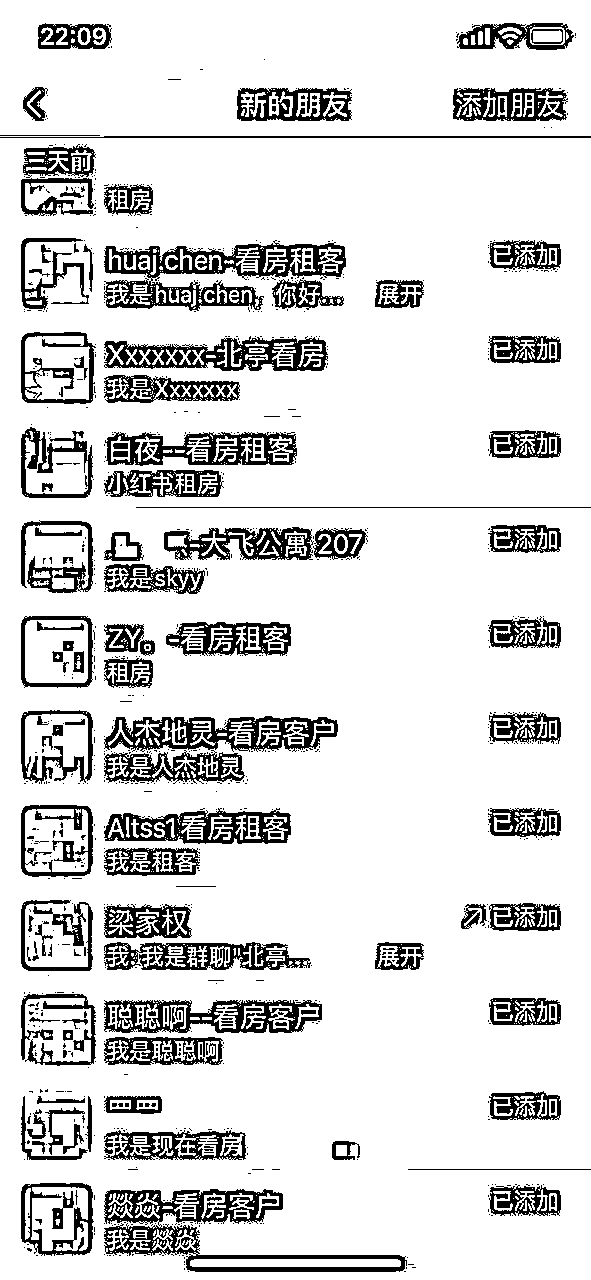 22:09
新的朋友
添加朋友
三天前
租房
huaj chen-看房租客
已添加
我是huaj chen，你好...
展开
Xxxxxxx-北亭看房
已添加
我是Xxxxxxx
白夜--看房租客
已添加
小红书租房
-大飞公寓 207
已添加
我是skyy
ZY。-看房租客
已添加
租房
人杰地灵-看房客户
已添加
我是人杰地灵
Altss1看房租客
已添加
我是租客
梁家权
已添加
我: 我是群聊"北亭...
展开
聪聪啊--看房客户
已添加
我是聪聪啊
已添加
我是现在看房
燚焱-看房客户
已添加
我是燚焱